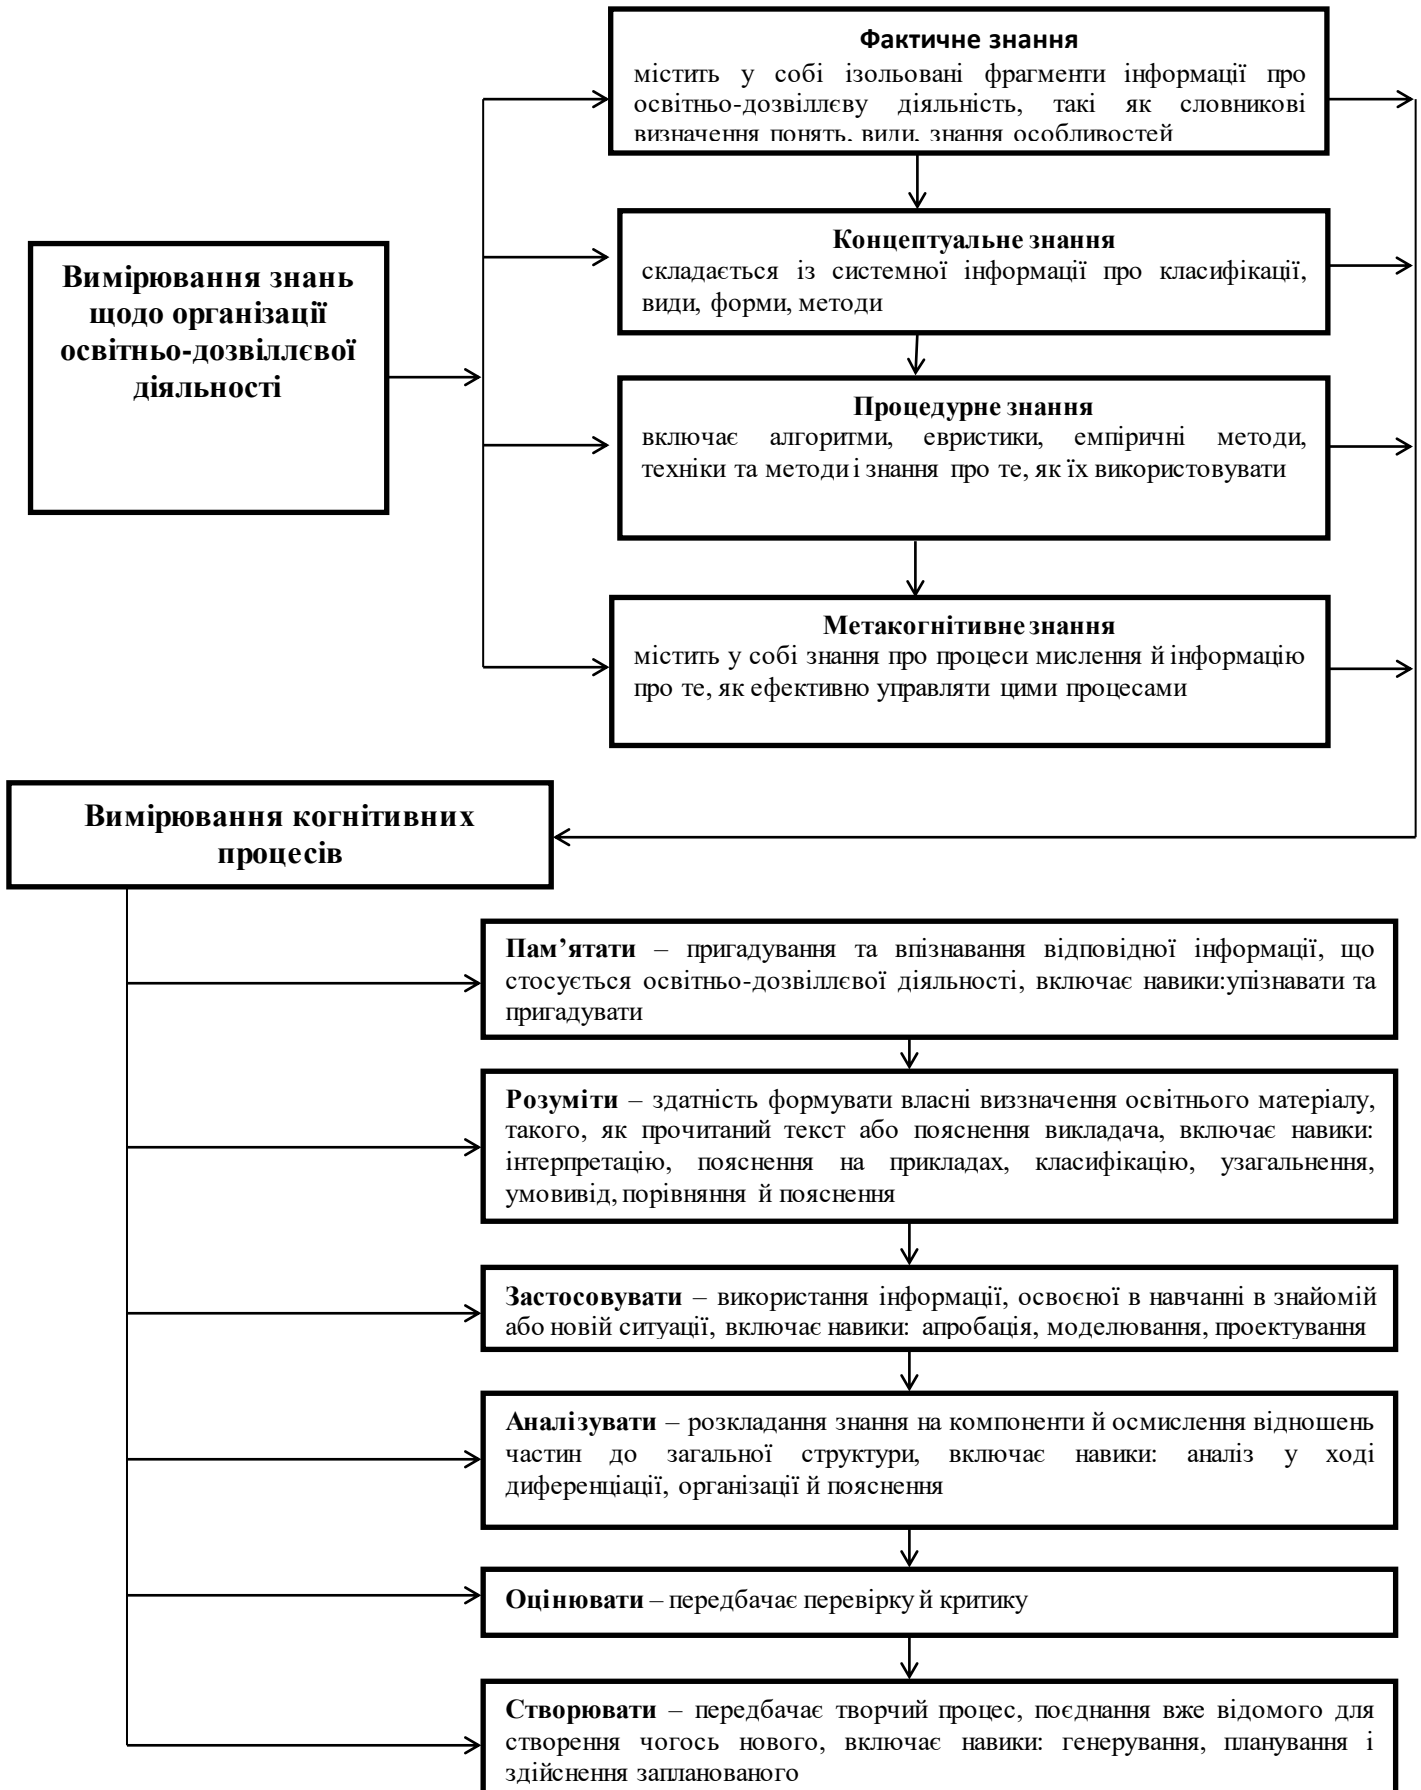 Фактичне знання
містить у собі ізольовані фрагменти інформації про
освітньо-дозвіллєву діяльність, такі як словникові
визначення понять, види, знання особливостей
Вимірювання знань
щодо організації
освітньо-дозвіллєвої
діяльності
Концептуальне знання
складається із системної інформації про класифікації,
види, форми, методи
Процедурне знання
включає алгоритми, евристики, емпіричні методи,
техніки та методи і знання про те, як їх використовувати
Метакогнітивне знання
містить у собі знання про процеси мислення й інформацію
про те, як ефективно управляти цими процесами
Вимірювання когнітивних
процесів
Пам’ятати – пригадування та впізнавання відповідної інформації, що
стосується освітньо-дозвіллєвої діяльності, включає навики:упізнавати та
пригадувати
Розуміти – здатність формувати власні виззначення освітнього матеріалу,
такого, як прочитаний текст або пояснення викладача, включає навики:
інтерпретацію, пояснення на прикладах, класифікацію, узагальнення,
умовивід, порівняння й пояснення
Застосовувати – використання інформації, освоєної в навчанні в знайомій
або новій ситуації, включає навики: апробація, моделювання, проектування
Аналізувати – розкладання знання на компоненти й осмислення відношень
частин до загальної структури, включає навики: аналіз у ході
диференціації, організації й пояснення
Оцінювати – передбачає перевірку й критику
Створювати – передбачає творчий процес, поєднання вже відомого для
створення чогось нового, включає навики: генерування, планування і
здійснення запланованого